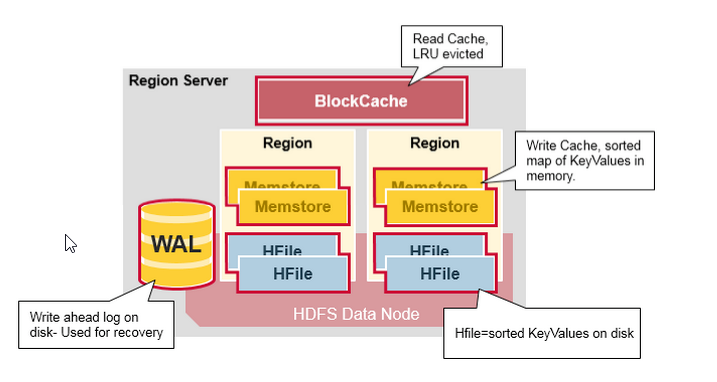 Read Cache,
LRU evicted
Region Server
BlockCache
Region
Region
Write Cache, sorted
map of KeyValues in
memory.
Memstore
Memstore
Memstore
Memstore
WAL
HFile
HFile
HFile
HFile
HDFS Data Node
Write ahead log on
disk- Used for recovery
Hfile=sorted KeyValues on disk